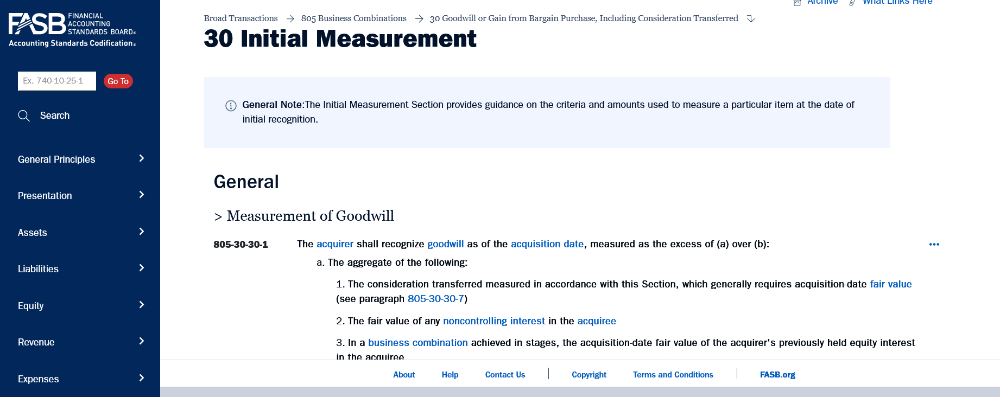 FASB FINANCIAL
ACCOUNTING
STANDARDS BOARD®
Accounting Standards Codification®
Ex. 740-10-25-1
Go To
Search
General Principles
Presentation
Assets
Liabilities
Equity
Revenue
Expenses
Archive What Links Here
Broad Transactions → 805 Business Combinations → 30 Goodwill or Gain from Bargain Purchase, Including Consideration Transferred
30 Initial Measurement
General Note:The Initial Measurement Section provides guidance on the criteria and amounts used to measure a particular item at the date of
initial recognition.
General
> Measurement of Goodwill
805-30-30-1 The acquirer shall recognize goodwill as of the acquisition date, measured as the excess of (a) over (b):
a. The aggregate of the following:
1. The consideration transferred measured in accordance with this Section, which generally requires acquisition-date fair value
(see paragraph 805-30-30-7)
2. The fair value of any noncontrolling interest in the acquiree
3. In a business combination achieved in stages, the acquisition-date fair value of the acquirer's previously held equity interest
in the acquiree
About Help Contact Us | Copyright Terms and Conditions | FASB.org